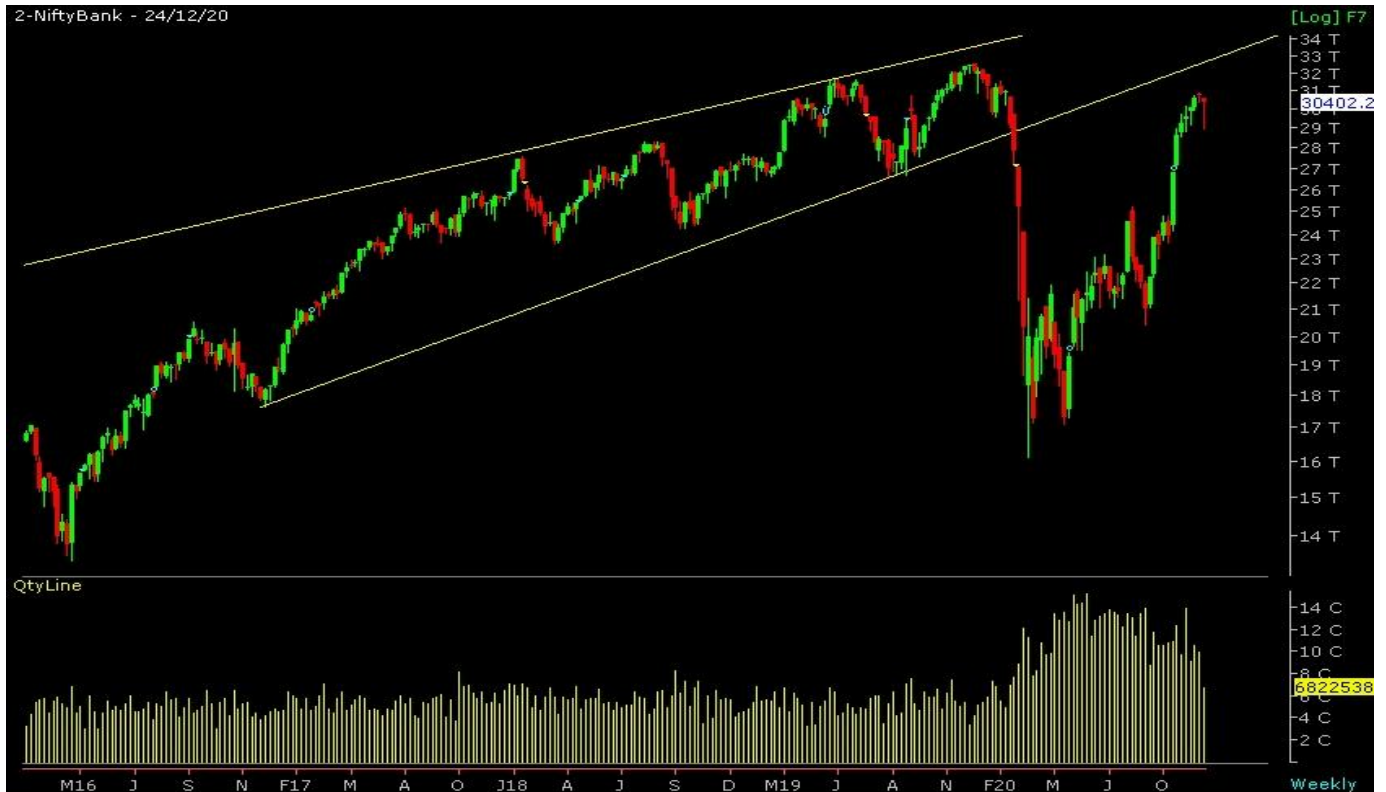 2-NiftyBank - 24/12/20
[Log] F7
34 T
33 T
32 T
31 T
30402.2
29 T
28 T
27 T
26 T
25 T
24 T
23 T
22 T
21 T
20 T
19 T
18 T
17 T
16 T
15 T
14 T
QtyLine
14 C
12 C
10 C
8 C
6822538
6 C
4 C
2 C
M16 J S N F17 M A O J18 A J S D M19 J A N F20 M J O
Weekly